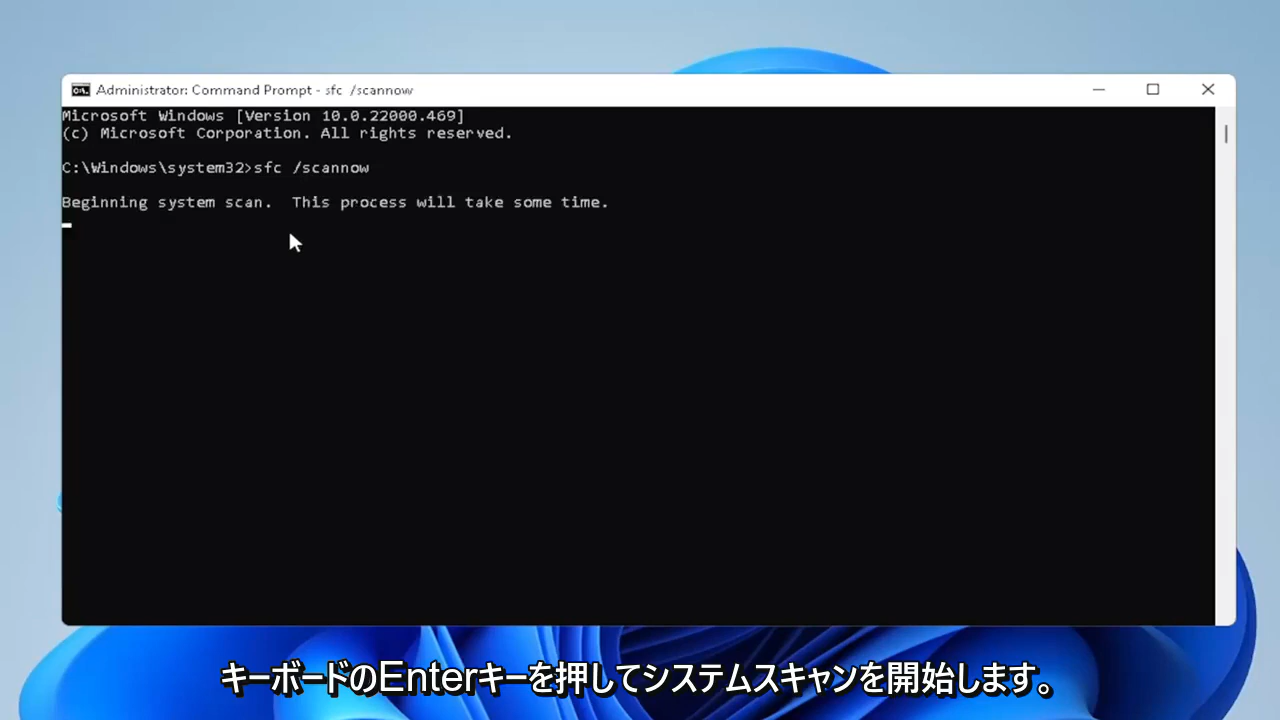 Administrator: Command Prompt - sfc /scannow
Microsoft Windows [Version 10.0.22000.469]
(c) Microsoft Corporation. All rights reserved.
C:\Windows\system32>sfc /scannow
Beginning system scan.  This process will take some time.
キーボードのEnterキーを押してシステムスキャンを開始します。